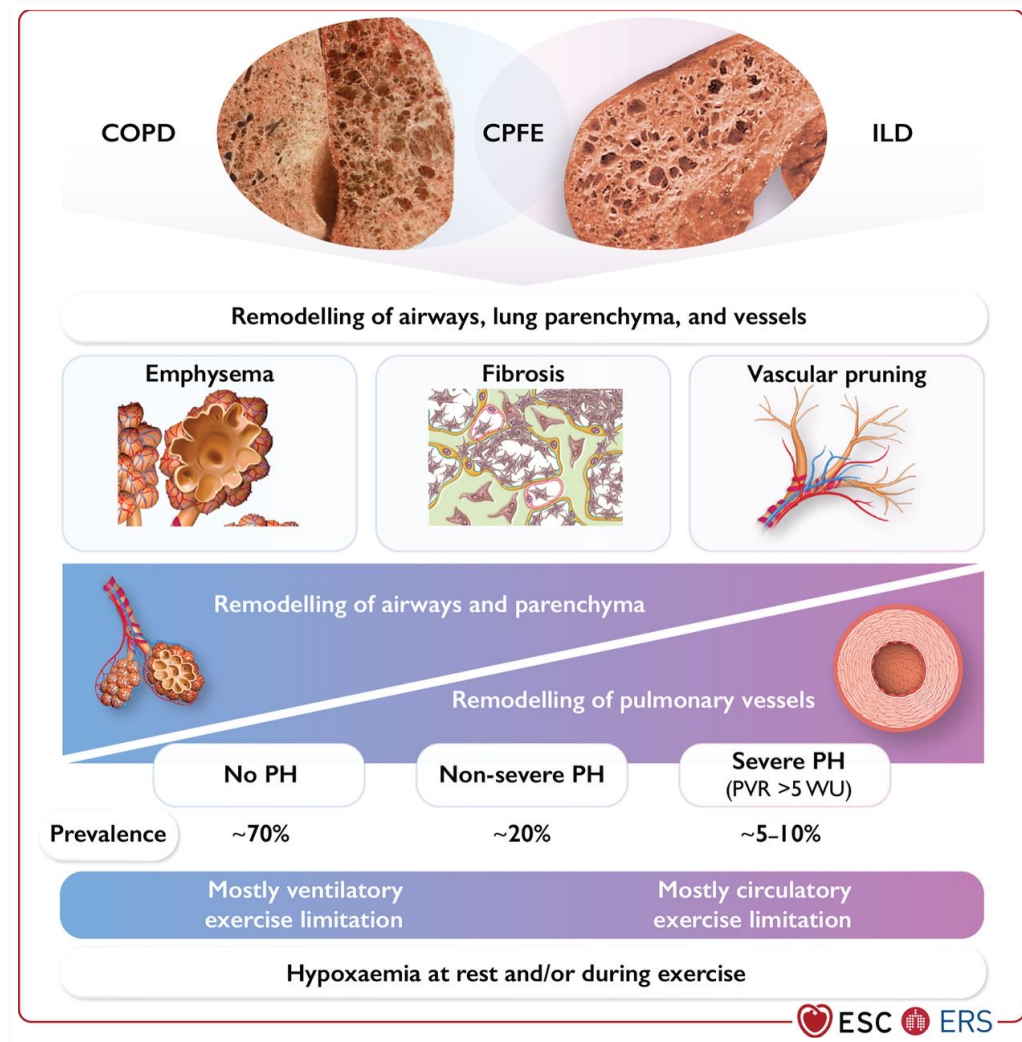 COPD
CPFE
ILD
Remodelling of airways, lung parenchyma, and vessels
Emphysema
Fibrosis
Vascular pruning
Remodelling of airways and parenchyma
Remodelling of pulmonary vessels
No PH
Non-severe PH
Severe PH
(PVR >5 WU)
Prevalence
~70%
~20%
~5–10%
Mostly ventilatory
exercise limitation
Mostly circulatory
exercise limitation
Hypoxaemia at rest and/or during exercise
ESC ERS